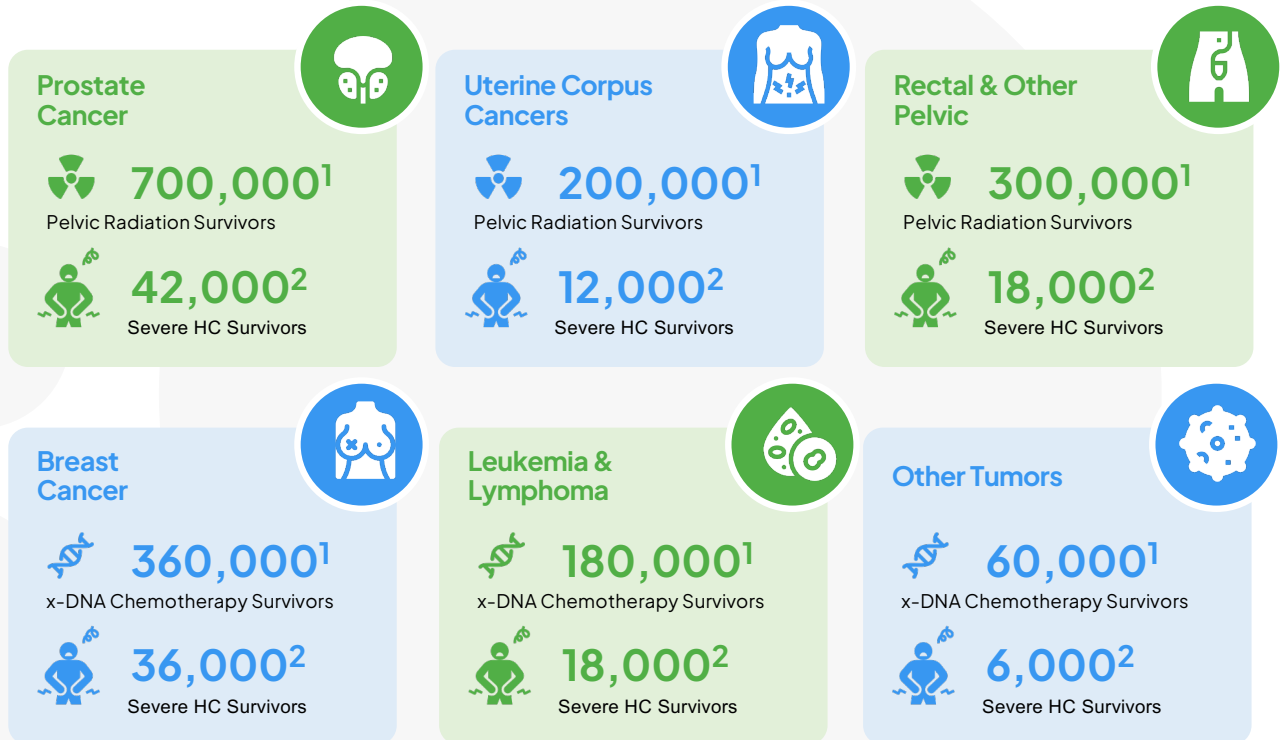 Prostate
Cancer
700,000¹
Pelvic Radiation Survivors
42,000²
Severe HC Survivors
Uterine Corpus
Cancers
200,000¹
Pelvic Radiation Survivors
12,000²
Severe HC Survivors
Rectal & Other
Pelvic
300,000¹
Pelvic Radiation Survivors
18,000²
Severe HC Survivors
Breast
Cancer
360,000¹
x-DNA Chemotherapy Survivors
36,000²
Severe HC Survivors
Leukemia &
Lymphoma
180,000¹
x-DNA Chemotherapy Survivors
18,000²
Severe HC Survivors
Other Tumors
60,000¹
x-DNA Chemotherapy Survivors
6,000²
Severe HC Survivors